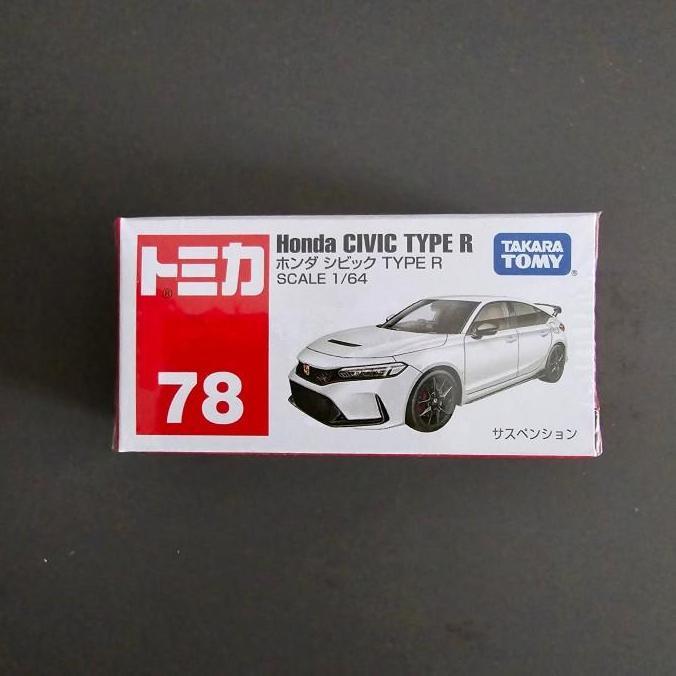 トミカ®
78
Honda CIVIC TYPE R
ホンダ シビック TYPE R
SCALE 1/64
TAKARA
TOMY®
サスペンション